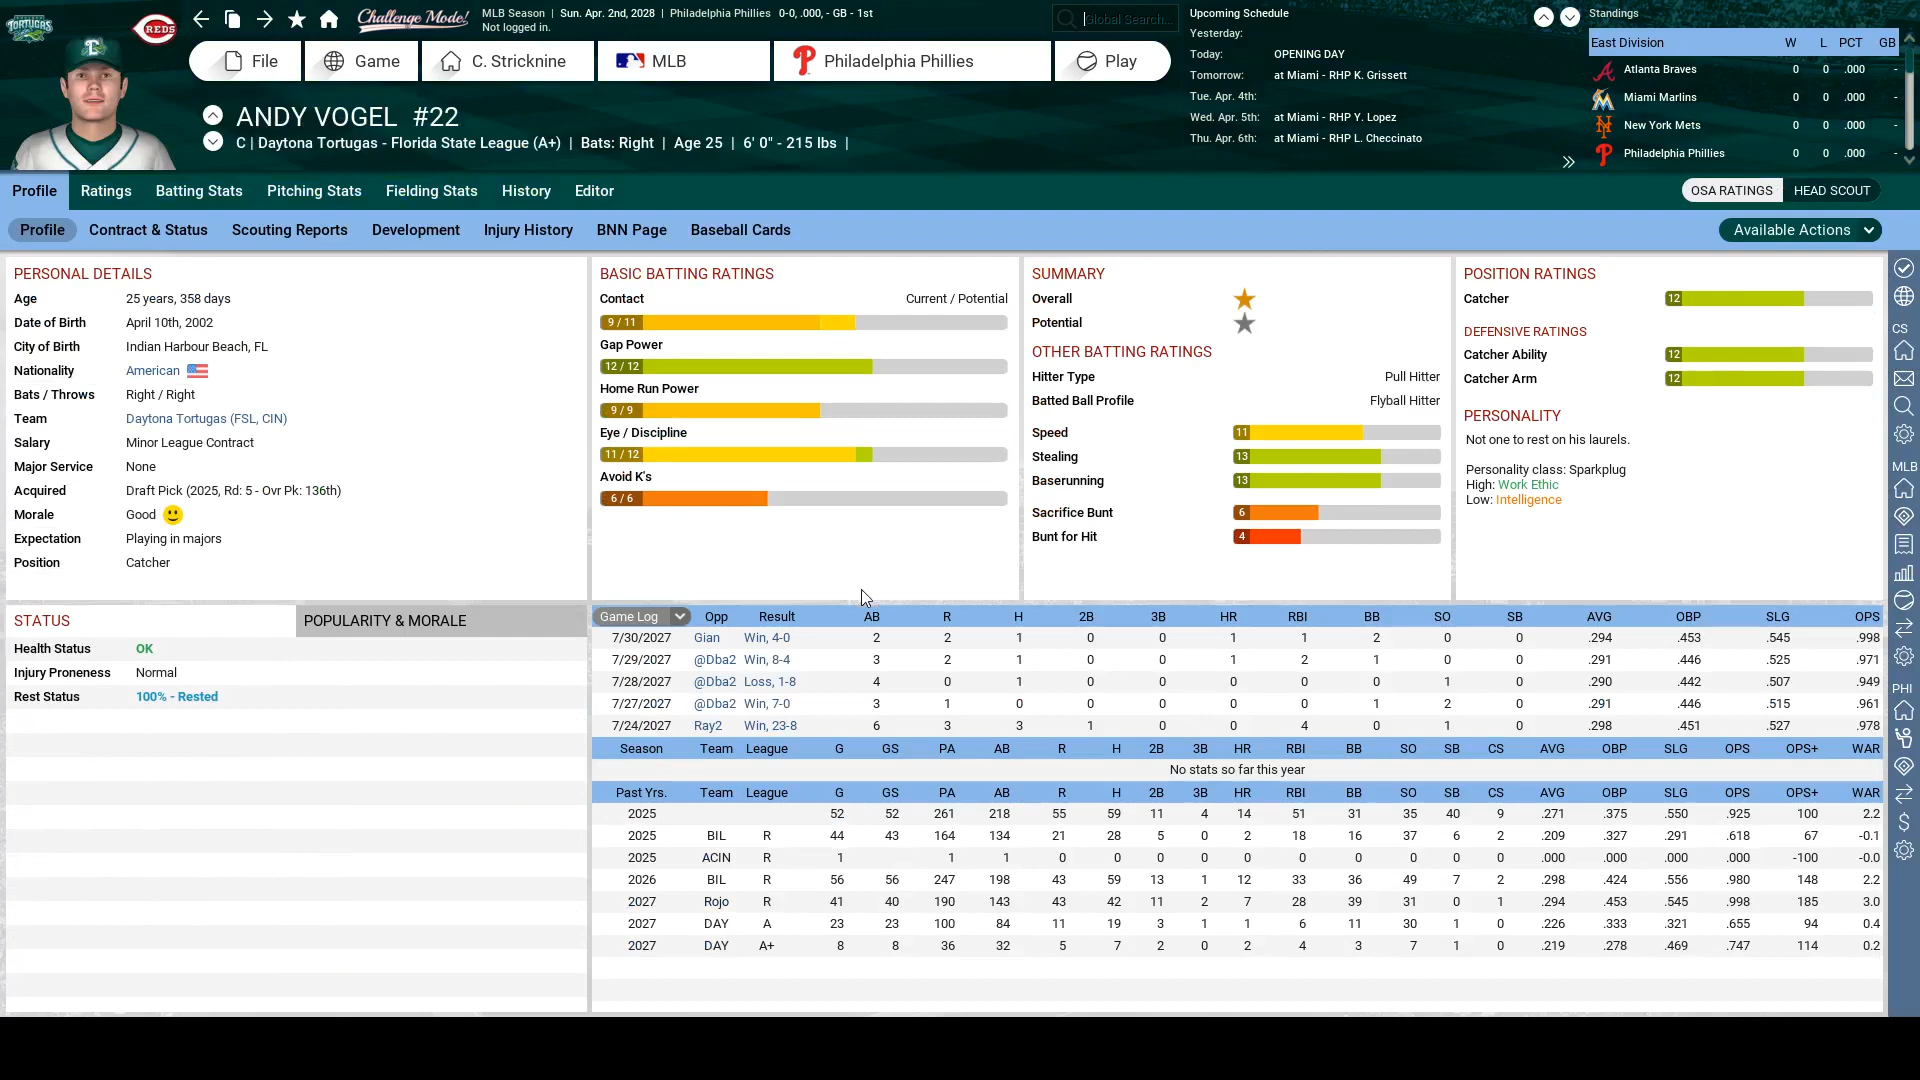 TORTUGAS
REDS
Challenge Mode!
MLB Season | Sun. Apr. 2nd, 2028 | Philadelphia Phillies 0-0, .000, - GB - 1st
Not logged in.
Global Search...
File
Game
C. Stricknine
MLB
Philadelphia Phillies
Play
ANDY VOGEL #22
C | Daytona Tortugas - Florida State League (A+) | Bats: Right | Age 25 | 6' 0" - 215 lbs |
Upcoming Schedule
Yesterday:
Today: OPENING DAY
Tomorrow: at Miami - RHP K. Grissett
Tue. Apr. 4th:
Wed. Apr. 5th: at Miami - RHP Y. Lopez
Thu. Apr. 6th: at Miami - RHP L. Checcinato
Standings
East Division W L PCT GB
Atlanta Braves 0 0 .000 -
Miami Marlins 0 0 .000 -
New York Mets 0 0 .000 -
Philadelphia Phillies 0 0 .000 -
Profile Ratings Batting Stats Pitching Stats Fielding Stats History Editor
OSA RATINGS HEAD SCOUT
Profile Contract & Status Scouting Reports Development Injury History BNN Page Baseball Cards
Available Actions
PERSONAL DETAILS
Age 25 years, 358 days
Date of Birth April 10th, 2002
City of Birth Indian Harbour Beach, FL
Nationality American
Bats / Throws Right / Right
Team Daytona Tortugas (FSL, CIN)
Salary Minor League Contract
Major Service None
Acquired Draft Pick (2025, Rd: 5 - Ovr Pk: 136th)
Morale Good
Expectation Playing in majors
Position Catcher
BASIC BATTING RATINGS
Contact Current / Potential
9 / 11
Gap Power
12 / 12
Home Run Power
9 / 9
Eye / Discipline
11 / 12
Avoid K's
6 / 6
SUMMARY
Overall
Potential
OTHER BATTING RATINGS
Hitter Type Pull Hitter
Batted Ball Profile Flyball Hitter
Speed 11
Stealing 13
Baserunning 13
Sacrifice Bunt 6
Bunt for Hit 4
POSITION RATINGS
Catcher 12
DEFENSIVE RATINGS
Catcher Ability 12
Catcher Arm 12
PERSONALITY
Not one to rest on his laurels.
Personality class: Sparkplug
High: Work Ethic
Low: Intelligence
CS
MLB
PHI
STATUS
POPULARITY & MORALE
Health Status OK
Injury Proneness Normal
Rest Status 100% - Rested
Game Log Opp Result AB R H 2B 3B HR RBI BB SO SB AVG OBP SLG OPS
7/30/2027 Gian Win, 4-0 2 2 1 0 0 1 1 2 0 0 .294 .453 .545 .998
7/29/2027 @Dba2 Win, 8-4 3 2 1 0 0 1 2 1 0 0 .291 .446 .525 .971
7/28/2027 @Dba2 Loss, 1-8 4 0 1 0 0 0 0 0 1 0 .290 .442 .507 .949
7/27/2027 @Dba2 Win, 7-0 3 1 0 0 0 0 0 1 2 0 .291 .446 .515 .961
7/24/2027 Ray2 Win, 23-8 6 3 3 1 0 0 4 0 1 0 .298 .451 .527 .978
Season Team League G GS PA AB R H 2B 3B HR RBI BB SO SB CS AVG OBP SLG OPS OPS+ WAR
No stats so far this year
Past Yrs. Team League G GS PA AB R H 2B 3B HR RBI BB SO SB CS AVG OBP SLG OPS OPS+ WAR
2025 52 52 261 218 55 59 11 4 14 51 31 35 40 9 .271 .375 .550 .925 100 2.2
2025 BIL R 44 43 164 134 21 28 5 0 2 18 16 37 6 2 .209 .327 .291 .618 67 -0.1
2025 ACIN R 1 1 1 0 0 0 0 0 0 0 0 0 0 .000 .000 .000 .000 -100 -0.0
2026 BIL R 56 56 247 198 43 59 13 1 12 33 36 49 7 2 .298 .424 .556 .980 148 2.2
2027 Rojo R 41 40 190 143 43 42 11 2 7 28 39 31 0 1 .294 .453 .545 .998 185 3.0
2027 DAY A 23 23 100 84 11 19 3 1 1 6 11 30 1 0 .226 .333 .321 .655 94 0.4
2027 DAY A+ 8 8 36 32 5 7 2 0 2 4 3 7 1 0 .219 .278 .469 .747 114 0.2